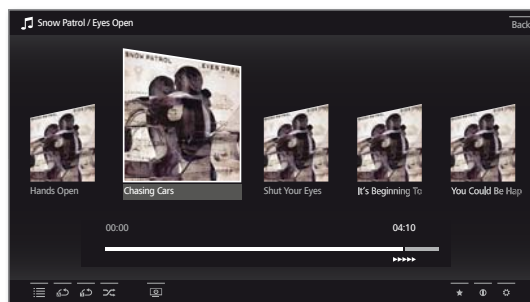 Snow Patrol / Eyes Open
Back
SNOW PATROL EYES OPEN
Hands Open
Chasing Cars
Shut Your Eyes
It's Beginning To
You Could Be Hap
00:00 04:10